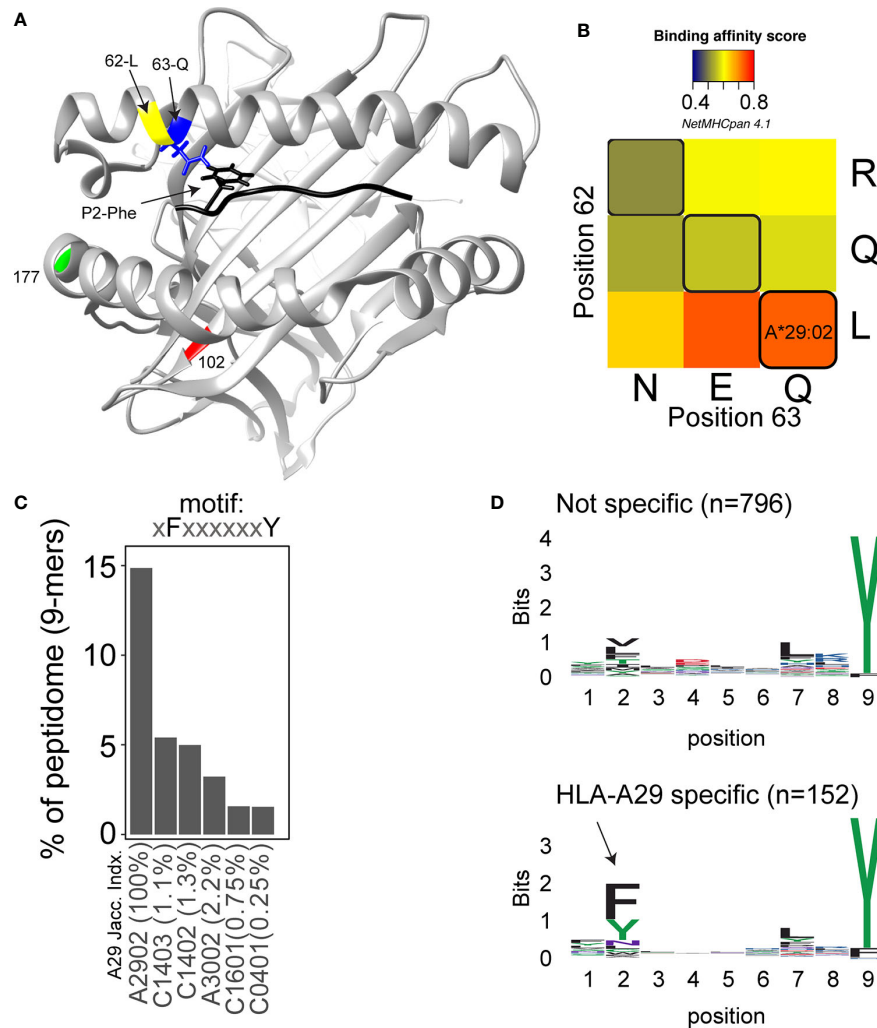 A
62-L
63-Q
P2-Phe
177
102
B
Binding affinity score
0.4 0.8
NetMHCpan 4.1
Position 62
R
Q
L
A*29:02
N E Q
Position 63
C
motif:
xFxxxxxxY
% of peptidome (9-mers)
15
10
5
0
A29 Jacc. Indx.
A2902 (100%)
C1403 (1.1%)
C1402 (1.3%)
A3002 (2.2%)
C1601(0.75%)
C0401(0.25%)
D
Not specific (n=796)
Bits
4
3
2
1
0
V
L
Y
1 2 3 4 5 6 7 8 9
position
HLA-A29 specific (n=152)
Bits
3
2
1
0
F
Y
Y
1 2 3 4 5 6 7 8 9
position